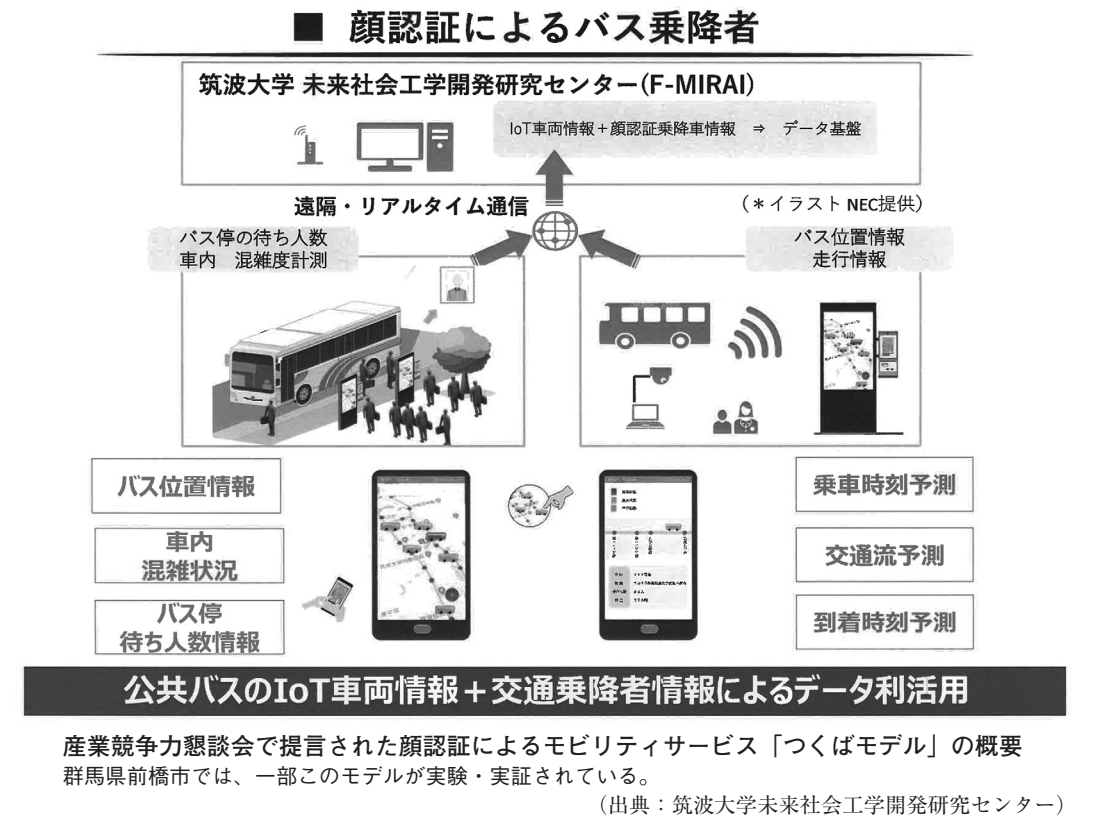 ■ 顔認証によるバス乗降者
筑波大学 未来社会工学開発研究センター(F-MIRAI)
IoT車両情報＋顔認証乗降車情報 ⇒ データ基盤
遠隔・リアルタイム通信
（＊イラスト NEC提供）
バス停の待ち人数
車内 混雑度計測
バス位置情報
走行情報
バス位置情報
車内
混雑状況
バス停
待ち人数情報
乗車時刻予測
交通流予測
到着時刻予測
公共バスのIoT車両情報＋交通乗降者情報によるデータ利活用
産業競争力懇談会で提言された顔認証によるモビリティサービス「つくばモデル」の概要
群馬県前橋市では、一部このモデルが実験・実証されている。
（出典：筑波大学未来社会工学開発研究センター）